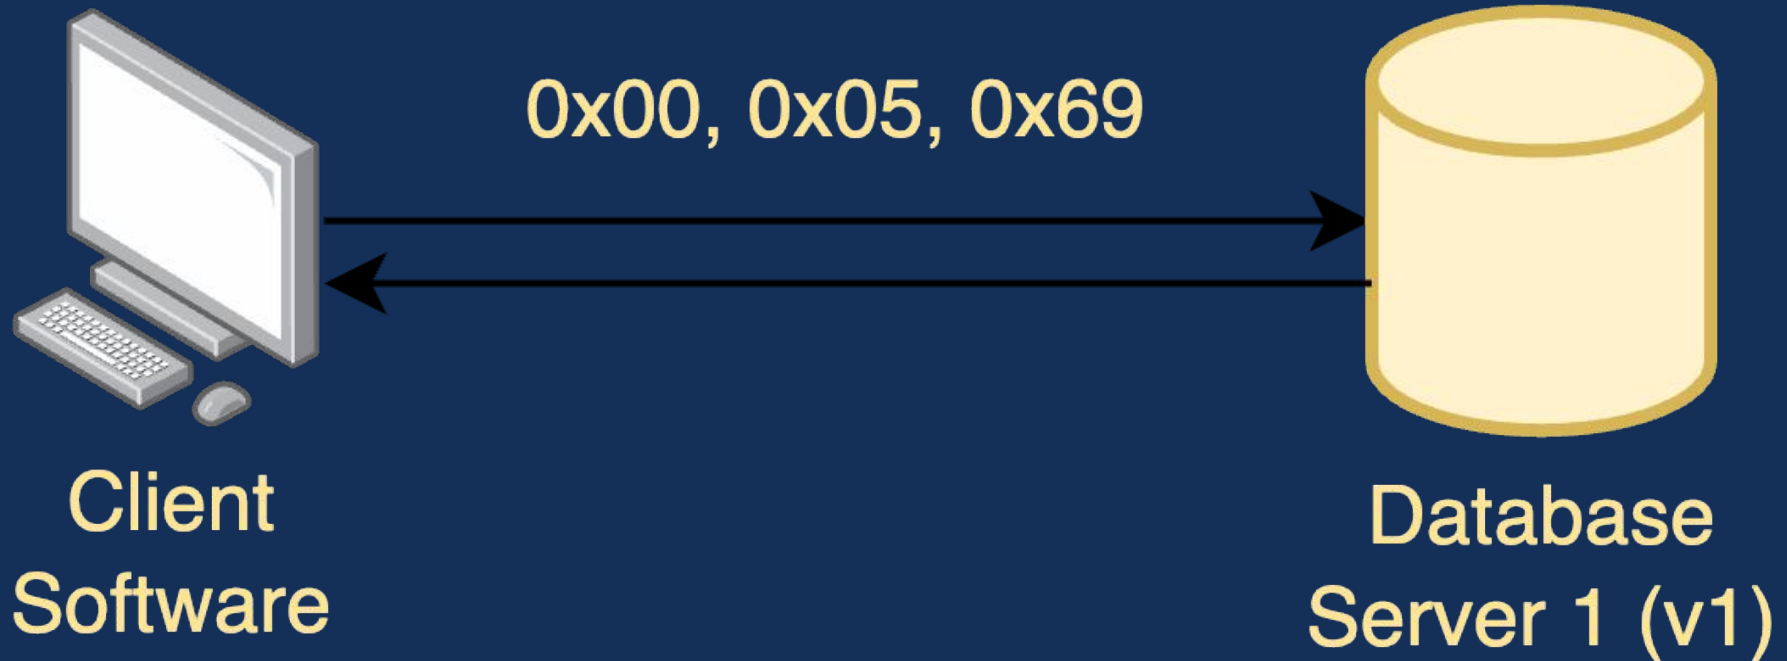 0x00, 0x05, 0x69
Client
Software
Database
Server 1 (v1)